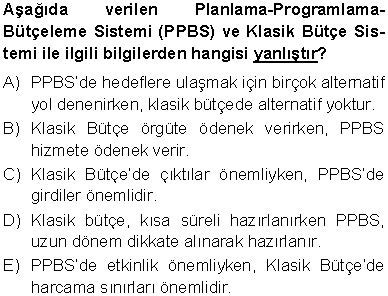 Aşağıda verilen Planlama-Programlama-
Bütçeleme Sistemi (PPBS) ve Klasik Bütçe Sis-
temi ile ilgili bilgilerden hangisi yanlıştır?
A) PPBS'de hedeflere ulaşmak için birçok alternatif
yol denenirken, klasik bütçede alternatif yoktur.
B) Klasik Bütçe örgüte ödenek verirken, PPBS
hizmete ödenek verir.
C) Klasik Bütçe'de çıktılar önemliyken, PPBS'de
girdiler önemlidir.
D) Klasik bütçe, kısa süreli hazırlanırken PPBS,
uzun dönem dikkate alınarak hazırlanır.
E) PPBS'de etkinlik önemliyken, Klasik Bütçe'de
harcama sınırları önemlidir.